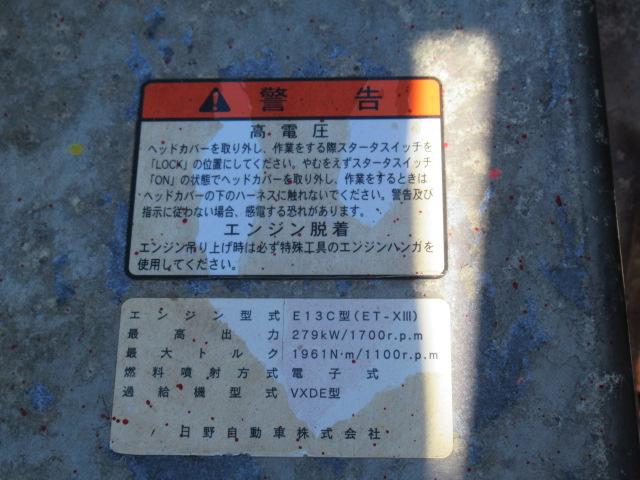 警告
高電圧
ヘッドカバーを取り外し、作業をする際スタータスイッチを
「LOCK」の位置にしてください。やむをえずスタータスイッチ
「ON」の状態でヘッドカバーを取り外し、作業をするときは
ヘッドカバーの下のハーネスに触れないでください。警告及び
指示に従わない場合、感電する恐れがあります。
エンジン脱着
エンジン吊り上げ時は必ず特殊工具のエンジンハンガを
使用してください。
エンジン型式 E13C型(ET-XIII)
最高出力 279kW/1700r.p.m
最大トルク 1961N·m/1100r.p.m
燃料噴射方式 電子式
過給機型式 VXDE型
日野自動車株式会社